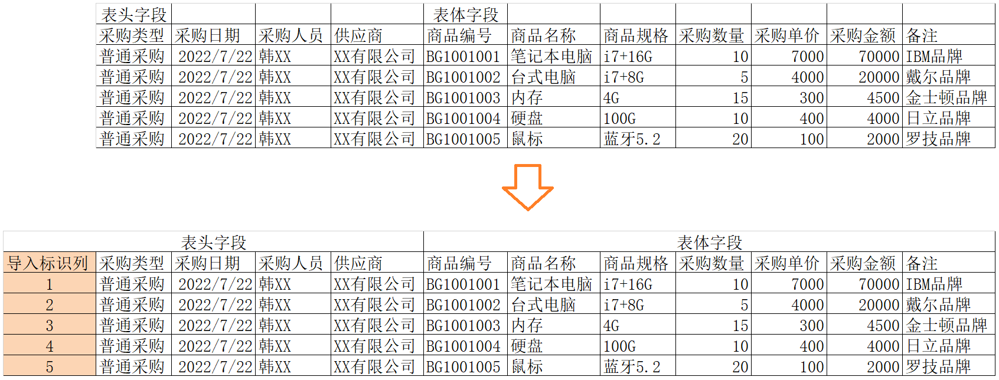 表头字段 表体字段
采购类型 采购日期 采购人员 供应商 商品编号 商品名称 商品规格 采购数量 采购单价 采购金额 备注
普通采购 2022/7/22 韩XX XX有限公司 BG1001001 笔记本电脑 i7+16G 10 7000 70000 IBM品牌
普通采购 2022/7/22 韩XX XX有限公司 BG1001002 台式电脑 i7+8G 5 4000 20000 戴尔品牌
普通采购 2022/7/22 韩XX XX有限公司 BG1001003 内存 4G 15 300 4500 金士顿品牌
普通采购 2022/7/22 韩XX XX有限公司 BG1001004 硬盘 100G 10 400 4000 日立品牌
普通采购 2022/7/22 韩XX XX有限公司 BG1001005 鼠标 蓝牙5.2 20 100 2000 罗技品牌
表头字段 表体字段
导入标识列 采购类型 采购日期 采购人员 供应商 商品编号 商品名称 商品规格 采购数量 采购单价 采购金额 备注
1 普通采购 2022/7/22 韩XX XX有限公司 BG1001001 笔记本电脑 i7+16G 10 7000 70000 IBM品牌
2 普通采购 2022/7/22 韩XX XX有限公司 BG1001002 台式电脑 i7+8G 5 4000 20000 戴尔品牌
3 普通采购 2022/7/22 韩XX XX有限公司 BG1001003 内存 4G 15 300 4500 金士顿品牌
4 普通采购 2022/7/22 韩XX XX有限公司 BG1001004 硬盘 100G 10 400 4000 日立品牌
5 普通采购 2022/7/22 韩XX XX有限公司 BG1001005 鼠标 蓝牙5.2 20 100 2000 罗技品牌